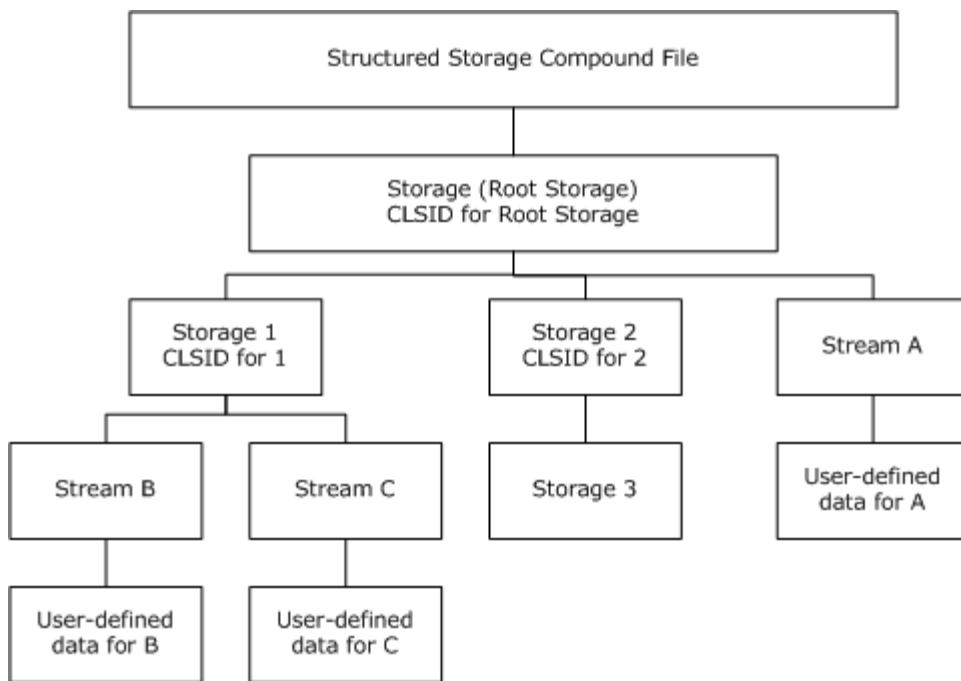 Structured Storage Compound File
Storage (Root Storage)
CLSID for Root Storage
Storage 1
CLSID for 1
Storage 2
CLSID for 2
Stream A
Stream B
Stream C
Storage 3
User-defined
data for A
User-defined
data for B
User-defined
data for C